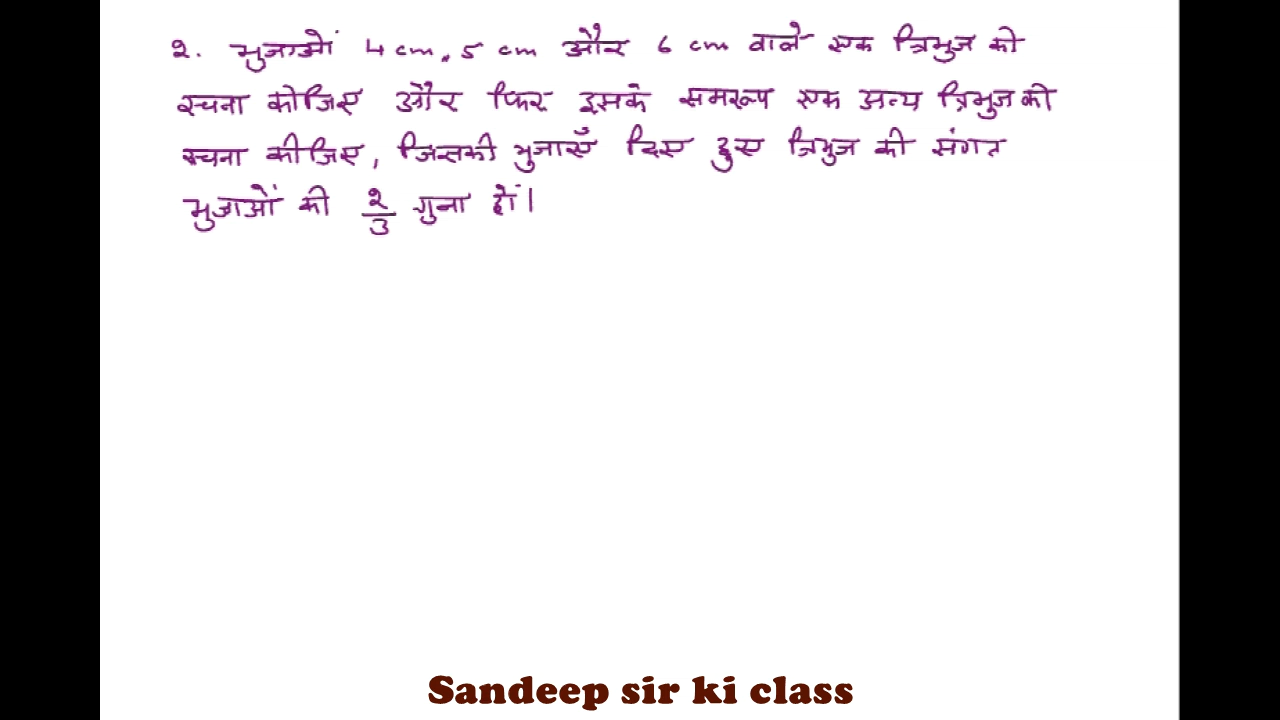 2. भुजाओं 4 cm, 5 cm और 6 cm वाले एक त्रिभुज की
रचना कीजिए और फिर इसके समरूप एक अन्य त्रिभुज की
रचना कीजिए, जिसकी भुजाएँ दिए हुए त्रिभुज की संगत
भुजाओं की 2/3 गुना हों।
Sandeep sir ki class